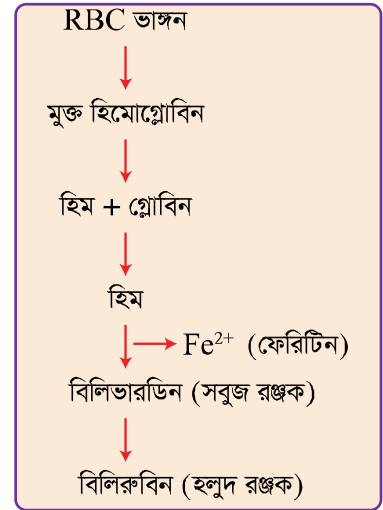 RBC ভাঙ্গন
মুক্ত হিমোগ্লোবিন
হিম + গ্লোবিন
হিম
Fe²⁺ (ফেরিটিন)
বিলিভারডিন (সবুজ রঞ্জক)
বিলিরুবিন (হলুদ রঞ্জক)